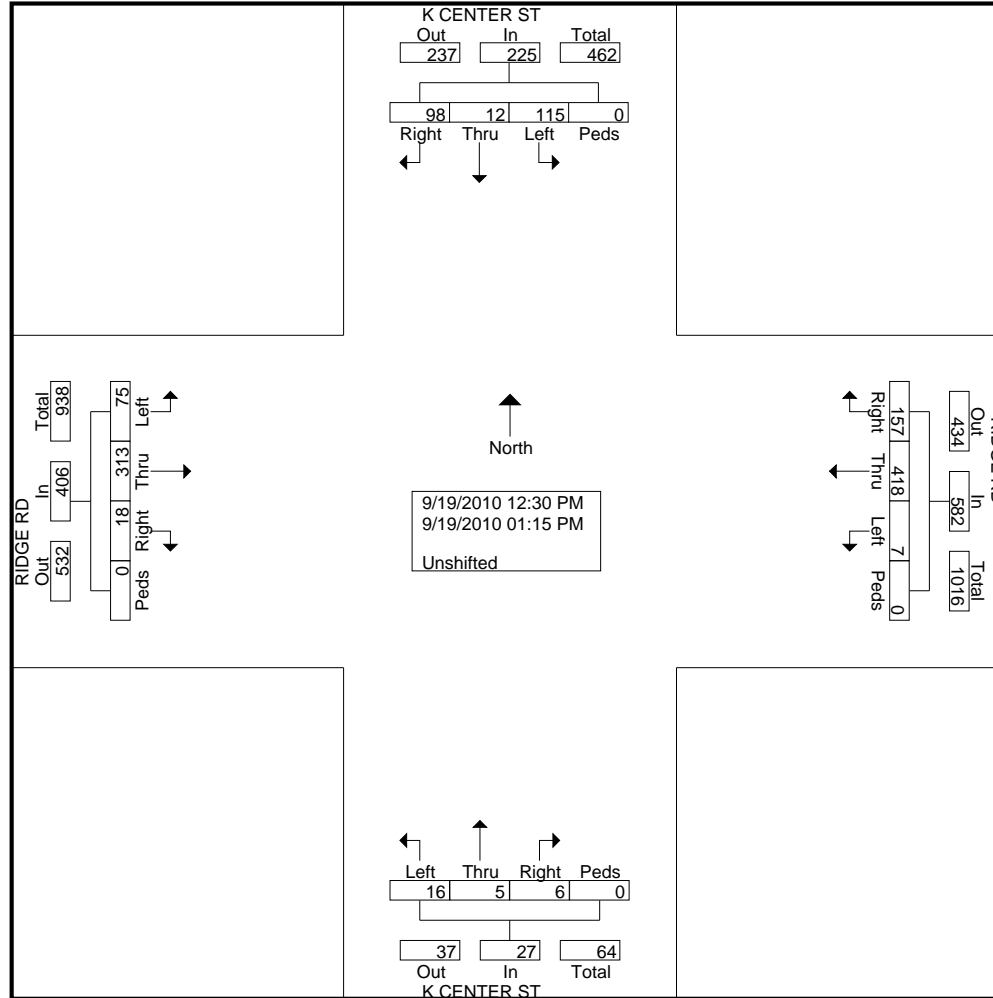 K CENTER ST
Out In Total
237 225 462
98 12 115 0
Right Thru Left Peds
RIDGE RD
Total In Out
938 406 532
75 313 18 0
Left Thru Right Peds
North
9/19/2010 12:30 PM
9/19/2010 01:15 PM
Unshifted
Right Thru Left Peds
157 418 7 0
Out In Total
434 582 1016
Left Thru Right Peds
16 5 6 0
37 27 64
Out In Total
K CENTER ST